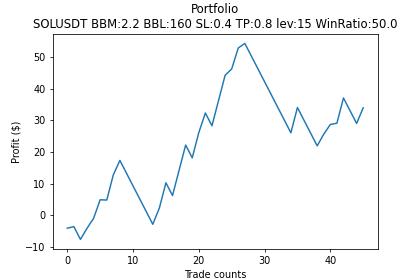 Portfolio
SOLUSDT BBM:2.2 BBL:160 SL:0.4 TP:0.8 lev:15 WinRatio:50.0
50
40
30
20
10
0
−10
Profit ($)
0 10 20 30 40
Trade counts